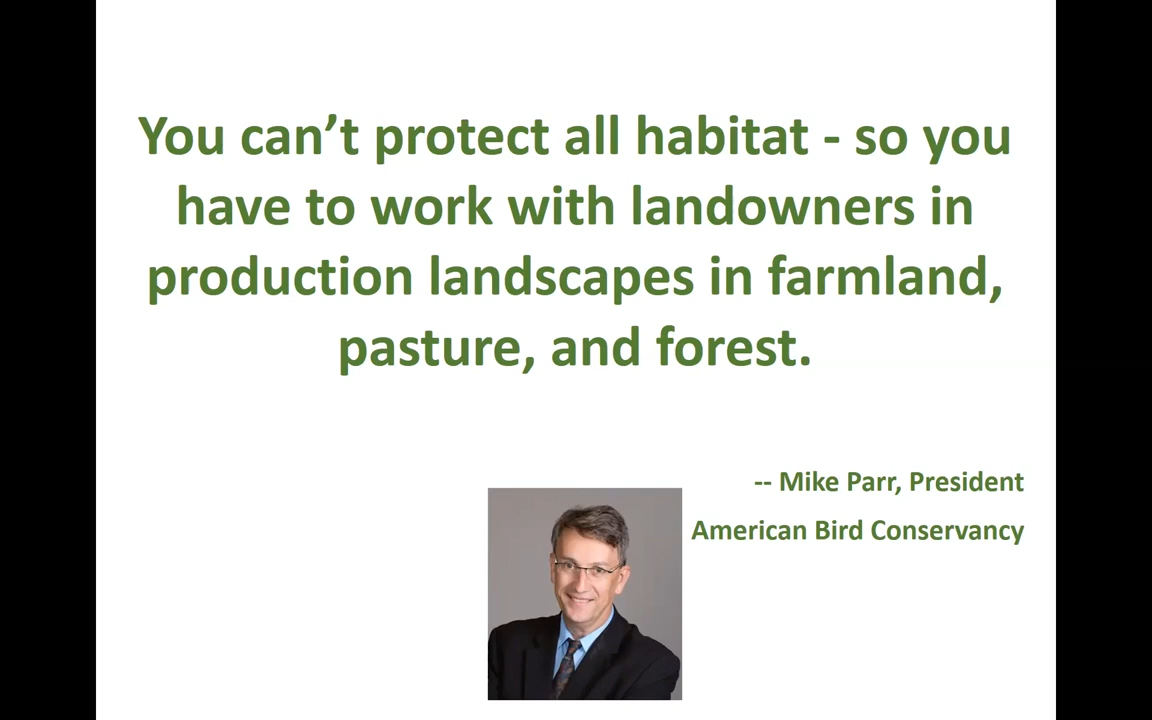 You can’t protect all habitat - so you
have to work with landowners in
production landscapes in farmland,
pasture, and forest.
-- Mike Parr, President
American Bird Conservancy